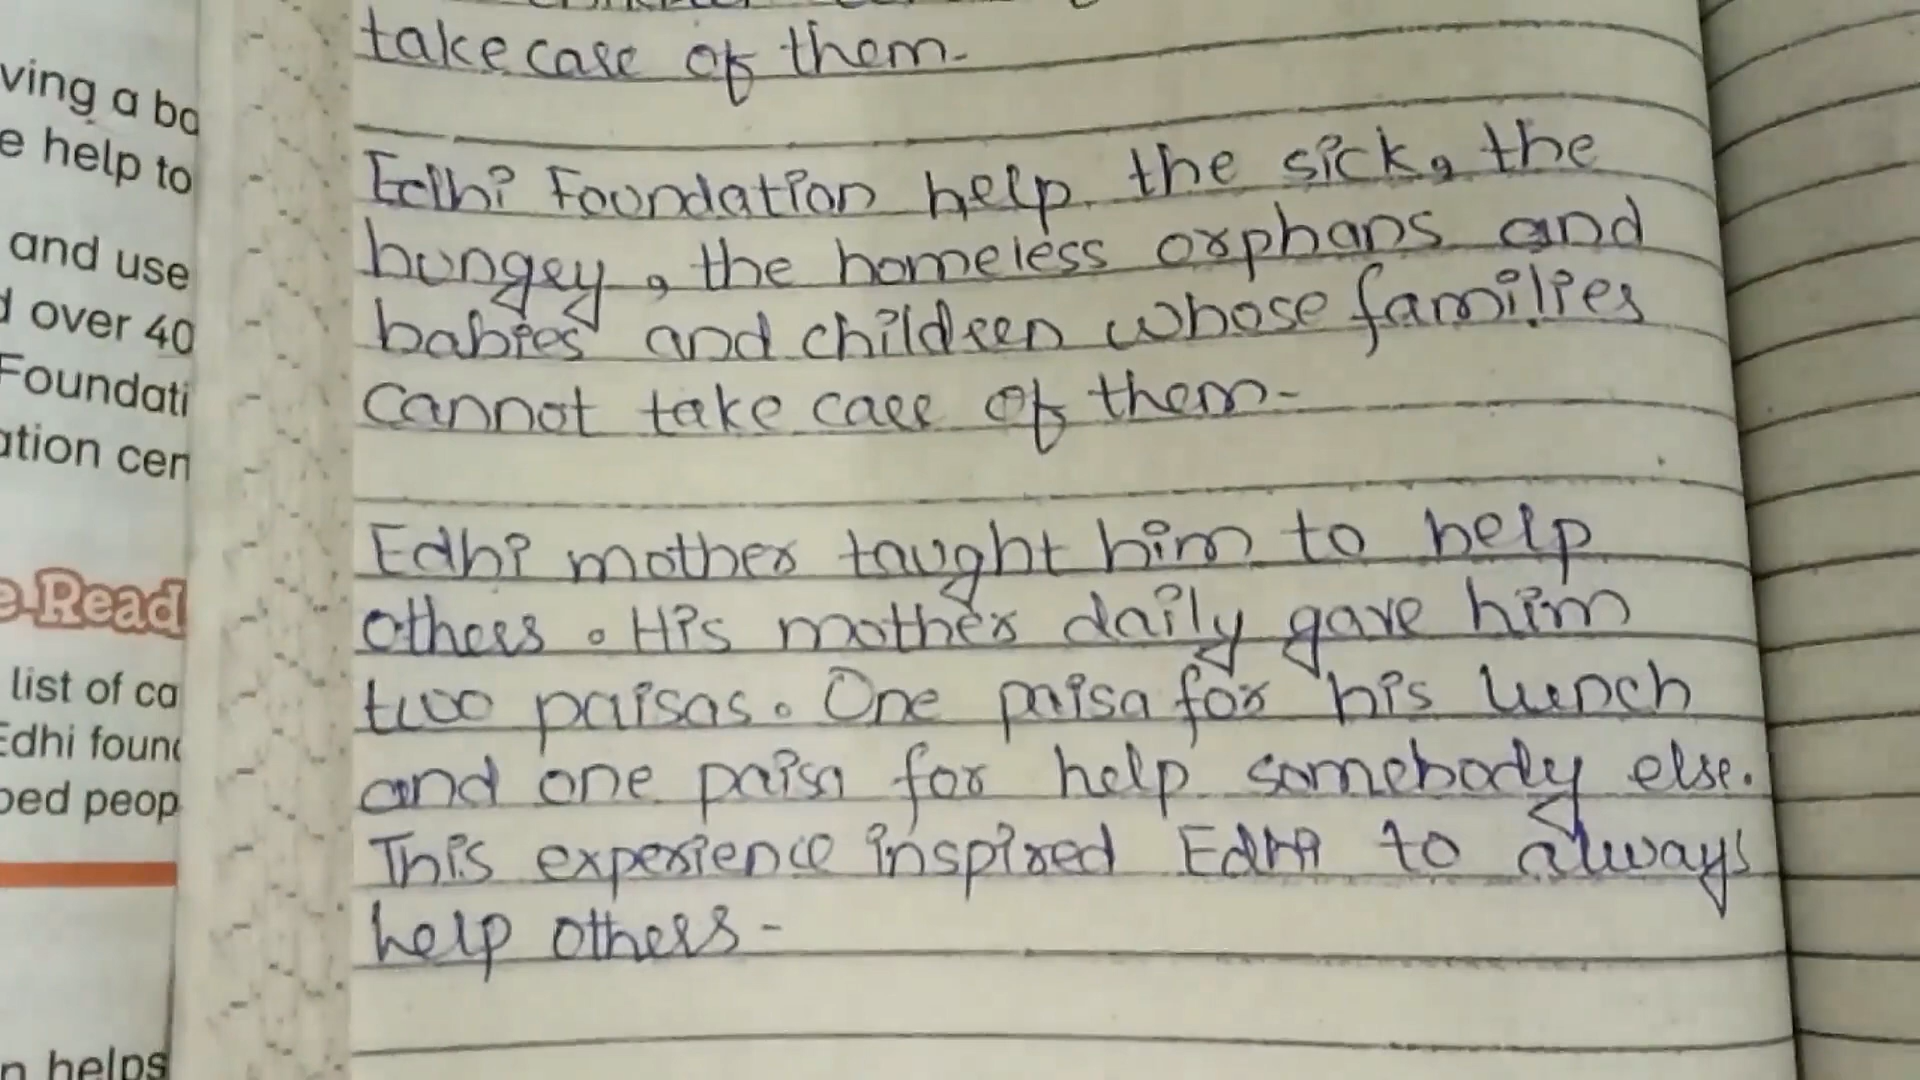 take care of them.
Edhi Foundation help the sick, the
hungry, the homeless orphans and
babies and children whose families
cannot take care of them.
Edhi mother taught him to help
others. His mother daily gave him
two paisas. One paisa for his lunch
and one paisa for help somebody else.
This experience inspired Edhi to always
help others.
ving a ba
e help to
and use
d over 40
Foundati
ation cen
e-Read
list of ca
Edhi found
ped peop
n helps